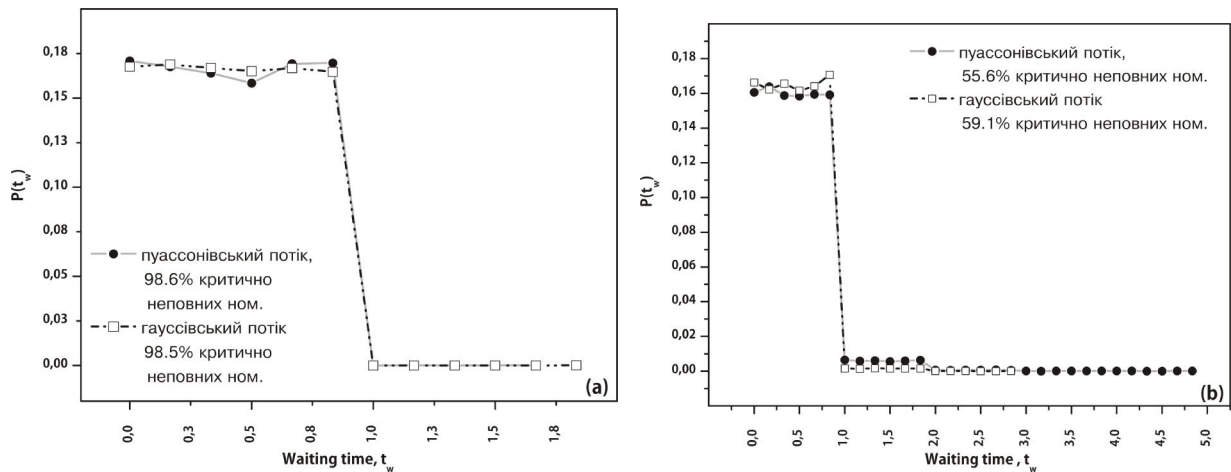 0,18
0,15
0,13
0,10
0,08
0,05
0,03
0,00
P(t_w)
пуассонівський потік,
98.6% критично
неповних ном.
гауссівський потік
98.5% критично
неповних ном.
(a)
0,0
0,3
0,5
0,8
1,0
1,3
1,5
1,8
Waiting time, t_w
0,20
0,18
0,16
0,14
0,12
0,10
0,08
0,06
0,04
0,02
0,00
P(t_w)
пуассонівський потік,
55.6% критично неповних ном.
гауссівський потік
59.1% критично неповних ном.
(b)
0,0
0,5
1,0
1,5
2,0
2,5
3,0
3,5
4,0
4,5
5,0
Waiting time , t_w